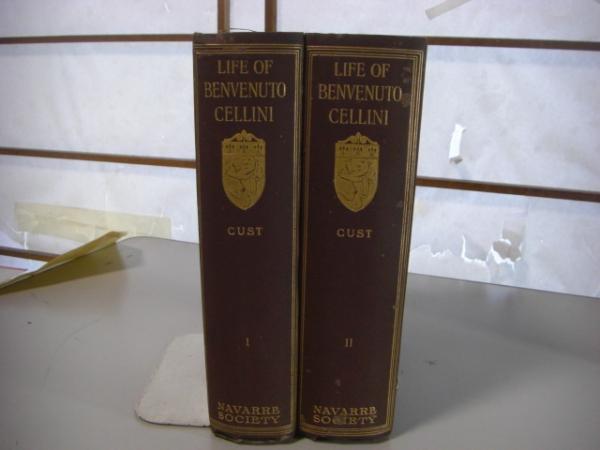 LIFE OF
BENVENUTO
CELLINI
CUST
I
NAVARRE
SOCIETY
LIFE OF
BENVENUTO
CELLINI
CUST
II
NAVARRE
SOCIETY